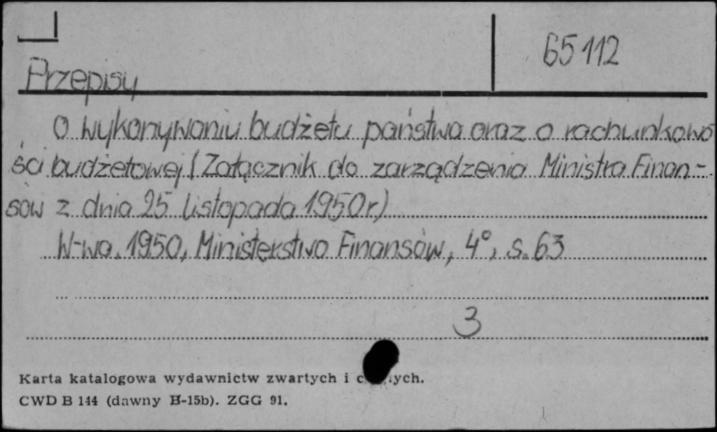 65112
Przepisy
o wykonywaniu budżetu państwa oraz o rachunkowo
ści budżetowej (Załącznik do zarządzenia Ministra Finan-
sów z dnia 25 listopada 1950r.)
W-wa, 1950, Ministerstwo Finansów, 4°, s. 63
3
Karta katalogowa wydawnictw zwartych i
CWD B 144 (dawny B-15b). ZGG 91.